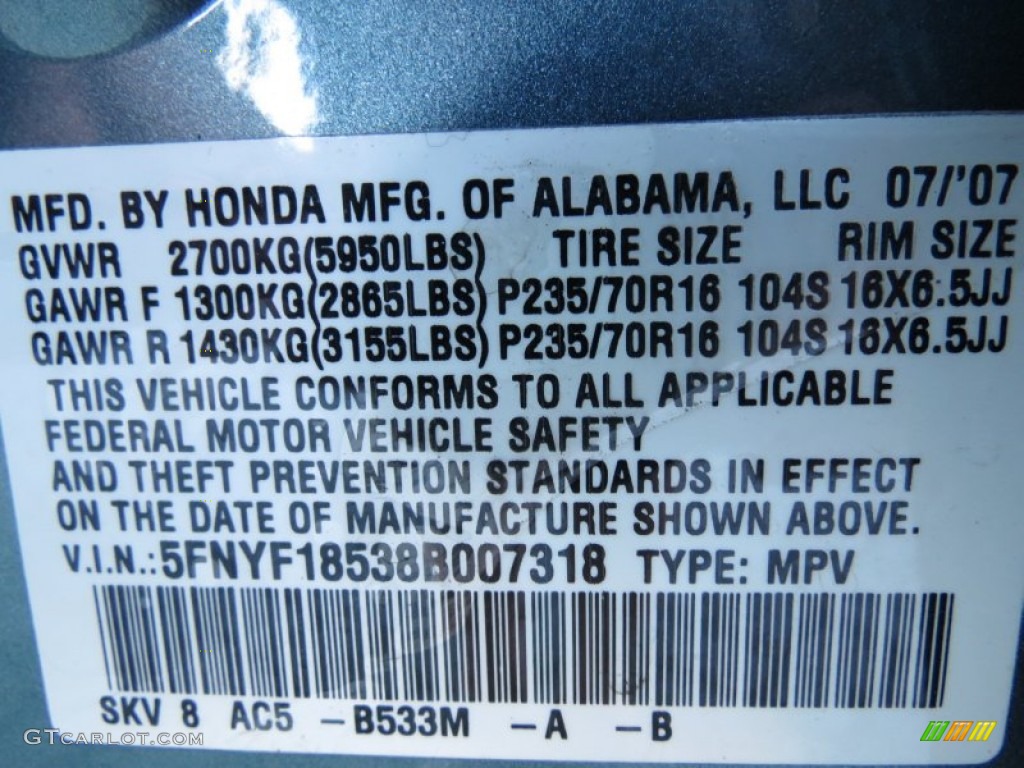 MFD. BY HONDA MFG. OF ALABAMA, LLC 07/'07
GVWR 2700KG(5950LBS) TIRE SIZE RIM SIZE
GAWR F 1300KG(2865LBS) P235/70R16 104S 16X6.5JJ
GAWR R 1430KG(3155LBS) P235/70R16 104S 16X6.5JJ
THIS VEHICLE CONFORMS TO ALL APPLICABLE
FEDERAL MOTOR VEHICLE SAFETY
AND THEFT PREVENTION STANDARDS IN EFFECT
ON THE DATE OF MANUFACTURE SHOWN ABOVE.
V.I.N.:5FNYF18538B007318 TYPE: MPV
SKV 8 AC5 -B533M -A -B
GTCARLOT.COM